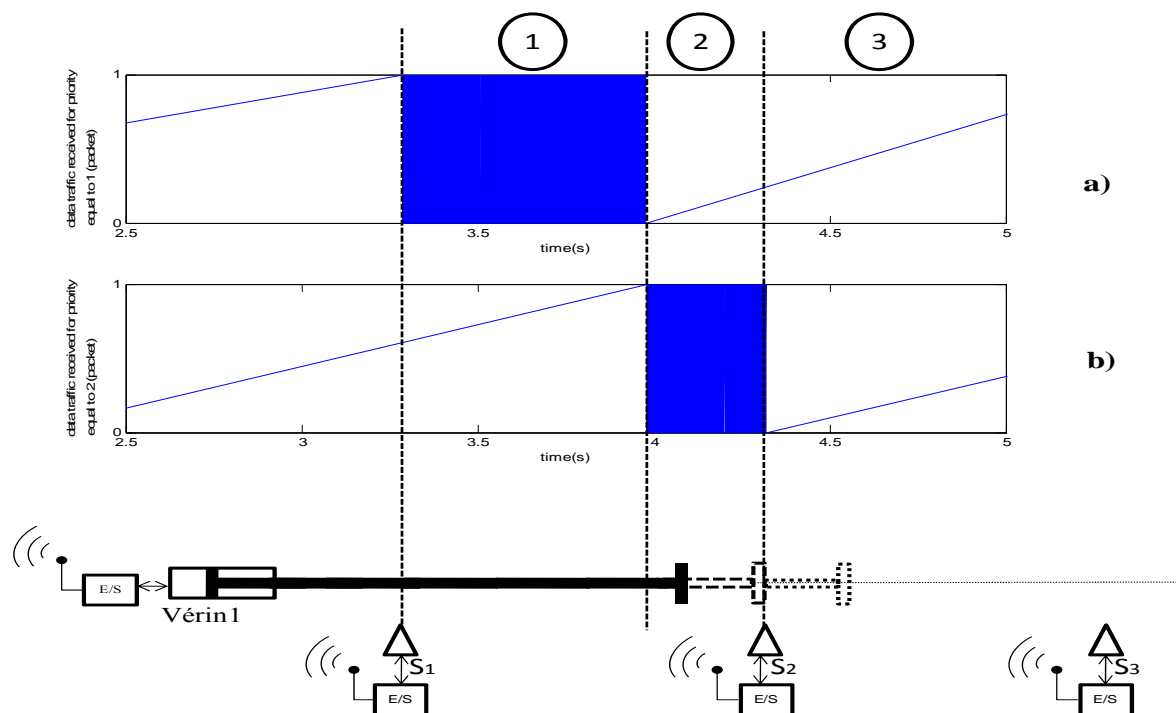 1
2
3
data traffic received for priority
equal to 1 (packet)
1
0
2.5
3.5
4.5
5
time(s)
a)
data traffic received for priority
equal to 2 (packet)
1
0
2.5
3
3.5
4
4.5
5
time(s)
b)
E/S
Vérin1
S1
S2
S3
E/S
E/S
E/S